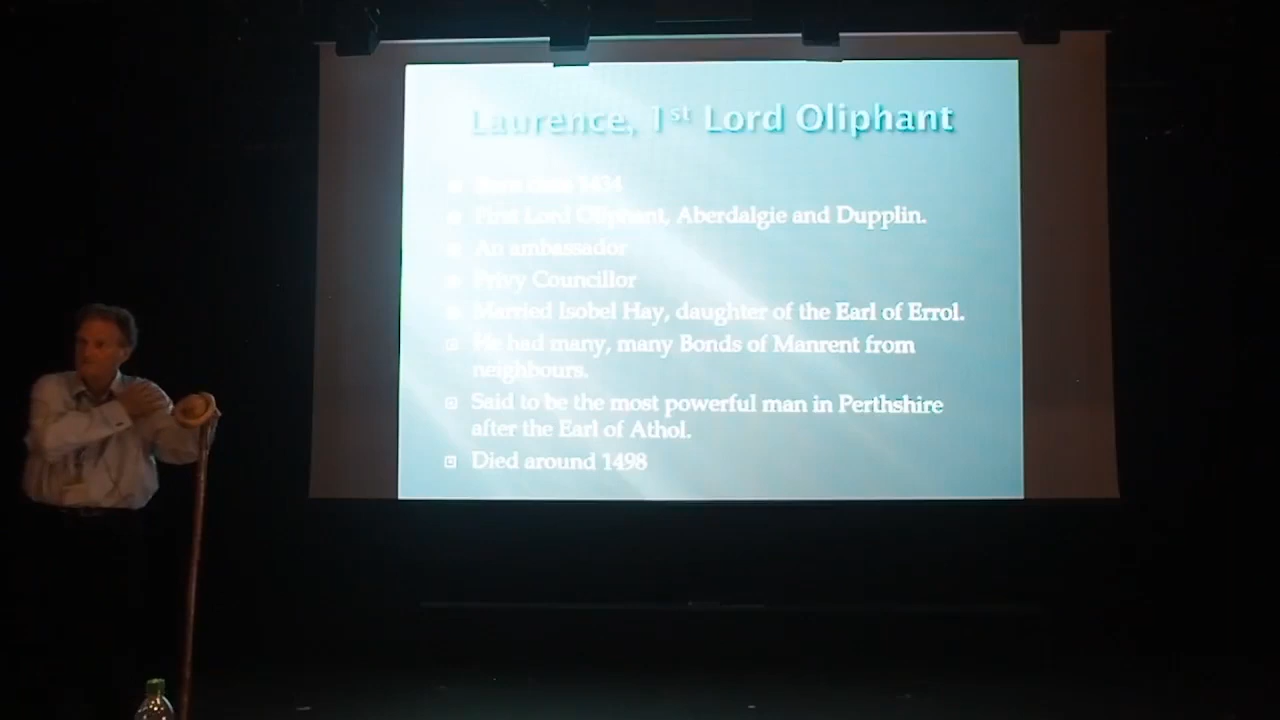 Laurence, 1st Lord Oliphant
Born circa 1434
First Lord Oliphant, Aberdalgie and Dupplin.
An ambassador
Privy Councillor
Married Isobel Hay, daughter of the Earl of Errol.
He had many, many Bonds of Manrent from
neighbours.
Said to be the most powerful man in Perthshire
after the Earl of Athol.
Died around 1498